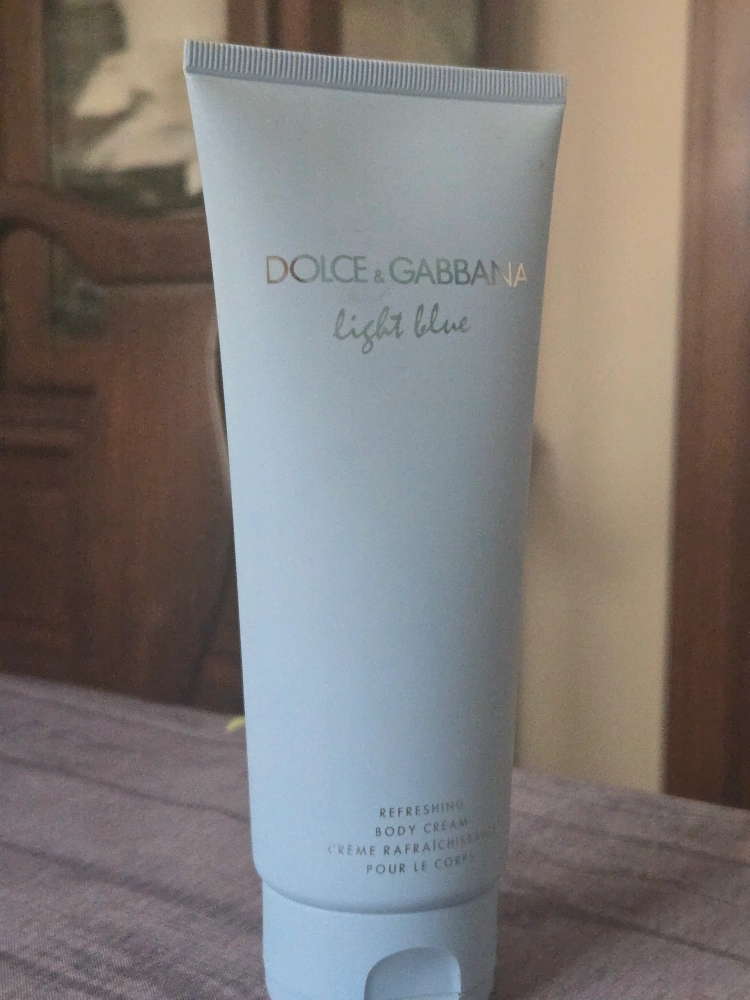 DOLCE & GABBANA
light blue
REFRESHING
BODY CREAM
CRÈME RAFRAÎCHISSANTE
POUR LE CORPS